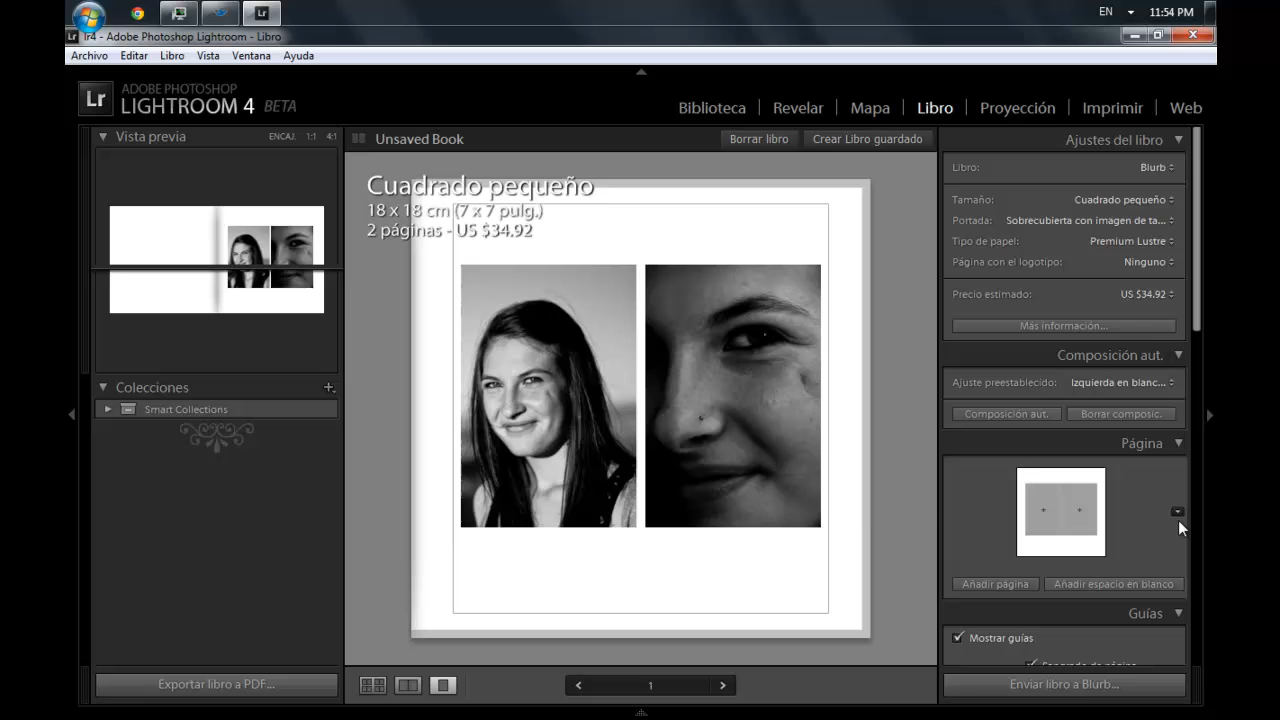 EN
11:54 PM
lr4 - Adobe Photoshop Lightroom - Libro
Archivo Editar Libro Vista Ventana Ayuda
Lr
ADOBE PHOTOSHOP
LIGHTROOM 4 BETA
Biblioteca | Revelar | Mapa | Libro | Proyección | Imprimir | Web
Vista previa ENCAJ. 1:1 4:1
Colecciones +
Smart Collections
Exportar libro a PDF...
Unsaved Book Borrar libro Crear Libro guardado
Cuadrado pequeño
18 x 18 cm (7 x 7 pulg.)
2 páginas - US $34.92
< 1 >
Ajustes del libro
Libro: Blurb
Tamaño: Cuadrado pequeño
Portada: Sobrecubierta con imagen de ta...
Tipo de papel: Premium Lustre
Página con el logotipo: Ninguno
Precio estimado: US $34.92
Más información...
Composición aut.
Ajuste preestablecido: Izquierda en blanc...
Composición aut. Borrar composic.
Página
Añadir página Añadir espacio en blanco
Guías
Mostrar guías
Sangrado de página
Enviar libro a Blurb...